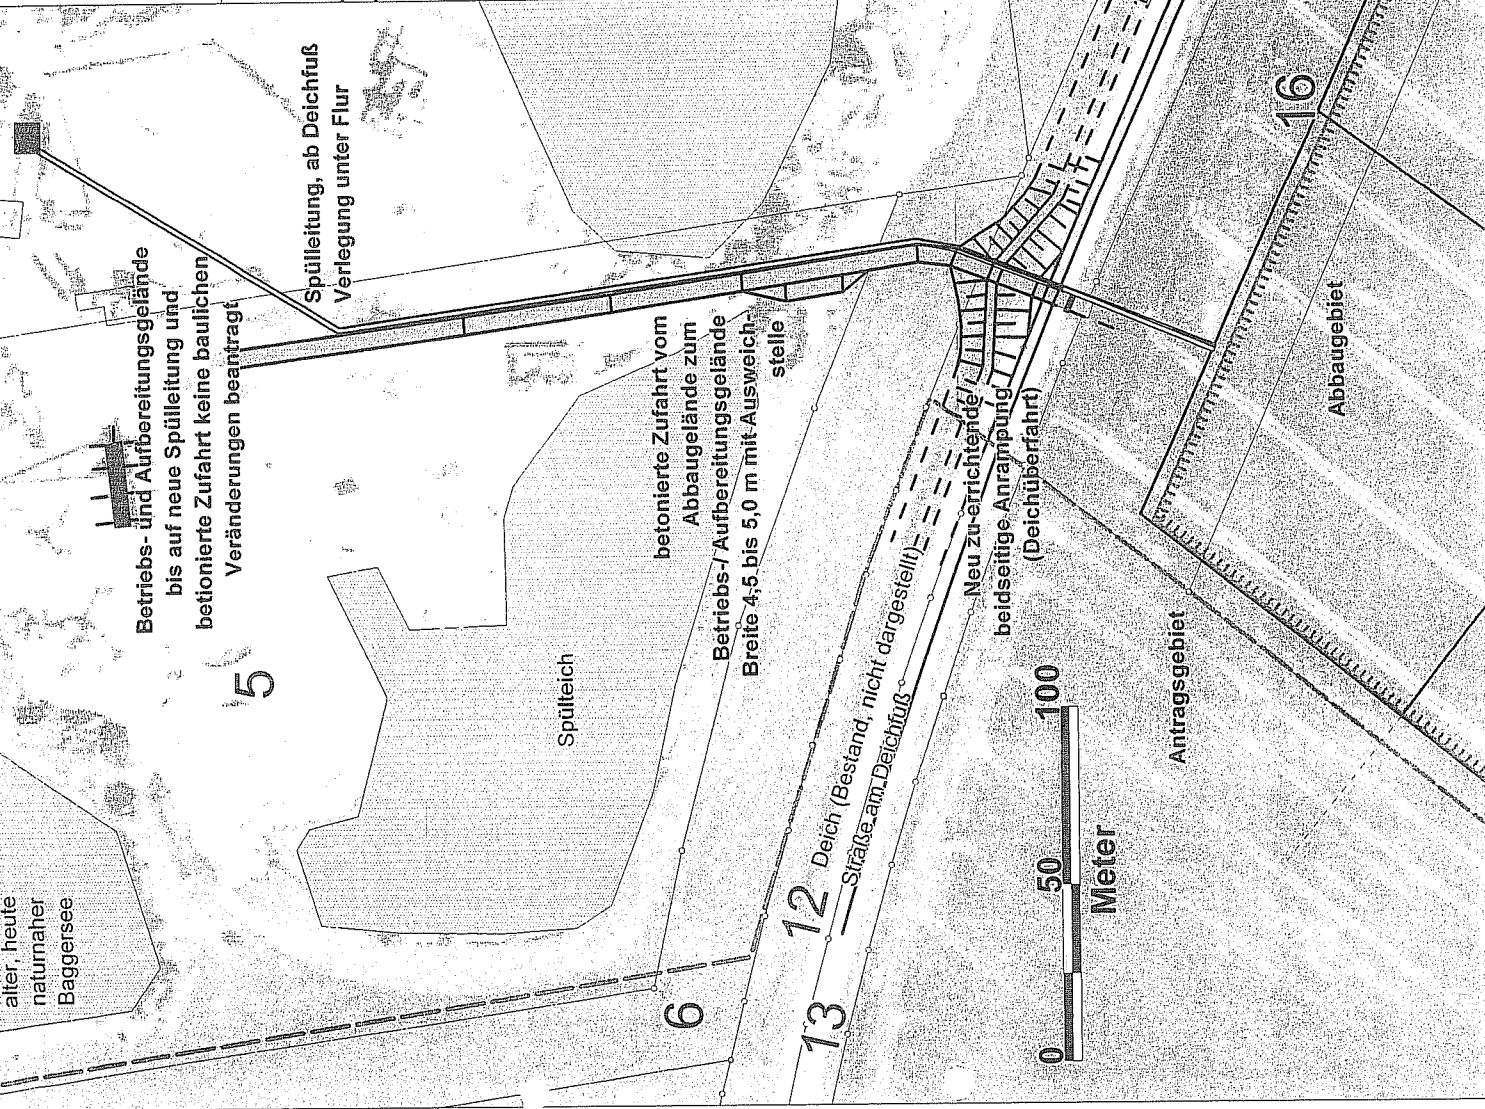 Betriebs- und Aufbereitungsgelände
bis auf neue Spülleitung und
betionierte Zufahrt keine baulichen
Veränderungen beantragt
Spülleitung, ab Deichfuß
Verlegung unter Flur
16
5
betonierte Zufahrt vom
Abbaugelände zum
Betriebs-/ Aufbereitungsgelände
Breite 4,5 bis 5,0 m mit Ausweich-
stelle
Spülteich
alter, heute
naturnaher
Baggersee
Neu zu errichtende
beidseitige Anrampung
(Deichüberfahrt)
Abbaugebiet
Antragsgebiet
12
Deich (Bestand, nicht dargestellt)
Straße am Deichfuß
6
13
0
50
100
Meter